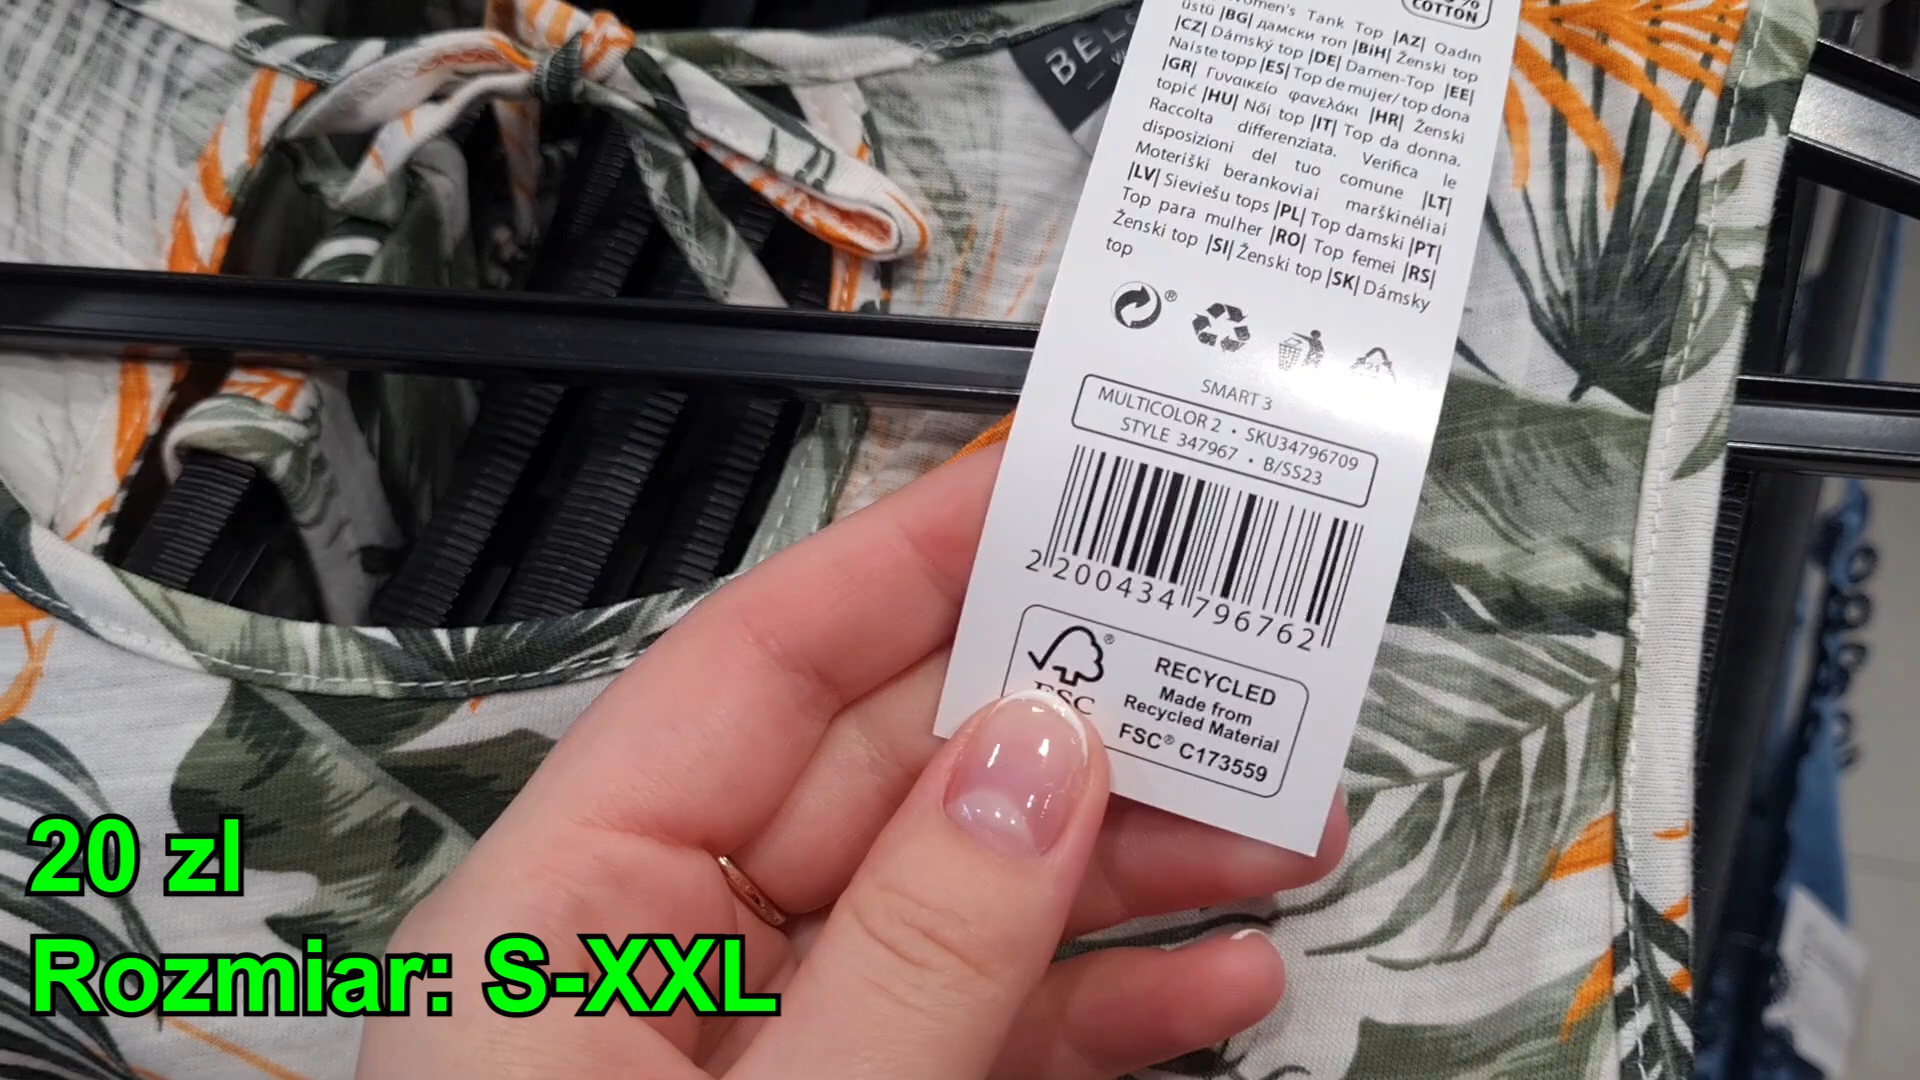 COTTON
Women's Tank Top |AZ| Qadın
üstü |BG| дамски топ |BiH| Ženski top
|CZ| Dámský top |DE| Damen-Top |EE|
Naiste topp |ES| Top de mujer/ top dona
|GR| Γυναικείο φανελάκι |HR| Ženski
topić |HU| Női top |IT| Top da donna.
Raccolta differenziata. Verifica le
disposizioni del tuo comune |LT|
Moteriški berankoviai marškinėliai
|LV| Sieviešu tops |PL| Top damski |PT|
Top para mulher |RO| Top femei |RS|
Ženski top |SI| Ženski top |SK| Dámsky
top
21
SMART 3
MULTICOLOR 2 • SKU34796709
STYLE 347967 • B/SS23
2 200434 796762
FSC
RECYCLED
Made from
Recycled Material
FSC® C173559
20 zl
Rozmiar: S-XXL